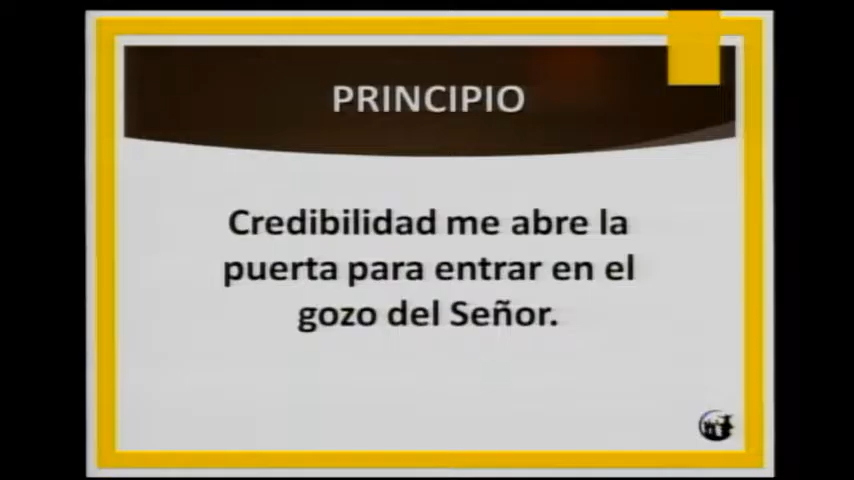 PRINCIPIO
Credibilidad me abre la
puerta para entrar en el
gozo del Señor.